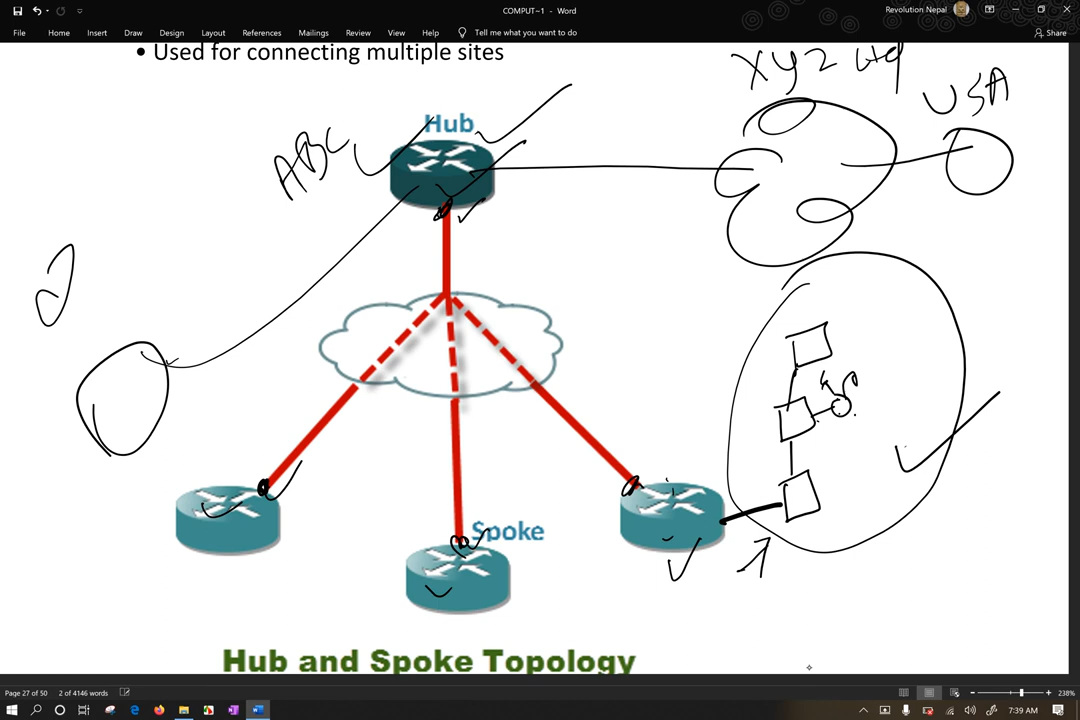 COMPUT~1 - Word
Revolution Nepal
File Home Insert Draw Design Layout References Mailings Review View Help Tell me what you want to do Share
• Used for connecting multiple sites
XYZ Ltd
USA
Hub
ABC
Spoke
1
Hub and Spoke Topology
Page 27 of 50 2 of 4146 words 238%
7:39 AM